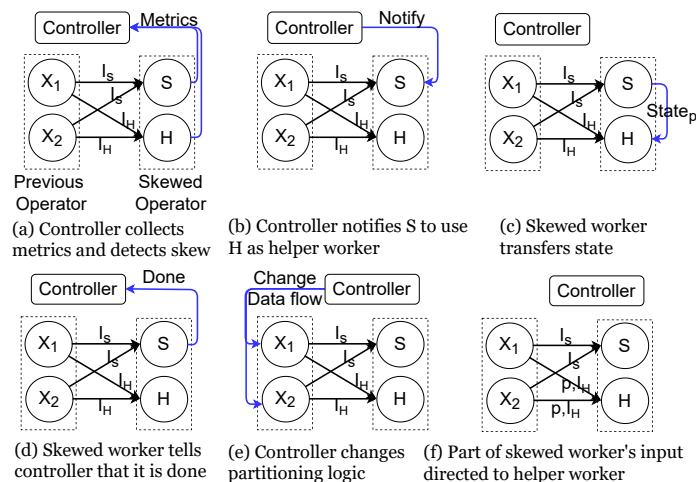 Controller
Metrics
X1
IS
S
IS
IH
X2
IH
H
Previous
Operator
Skewed
Operator
(a) Controller collects
metrics and detects skew
Controller
Notify
X1
IS
S
IS
IH
X2
IH
H
(b) Controller notifies S to use
H as helper worker
Controller
X1
IS
S
IS
Statep
IH
X2
IH
H
(c) Skewed worker
transfers state
Controller
Done
X1
IS
S
IS
IH
X2
IH
H
(d) Skewed worker tells
controller that it is done
Change
Data flow
Controller
X1
IS
S
IS
IH
X2
IH
H
(e) Controller changes
partitioning logic
Controller
X1
IS
S
IS
p,IH
X2
p,IH
H
(f) Part of skewed worker's input
directed to helper worker